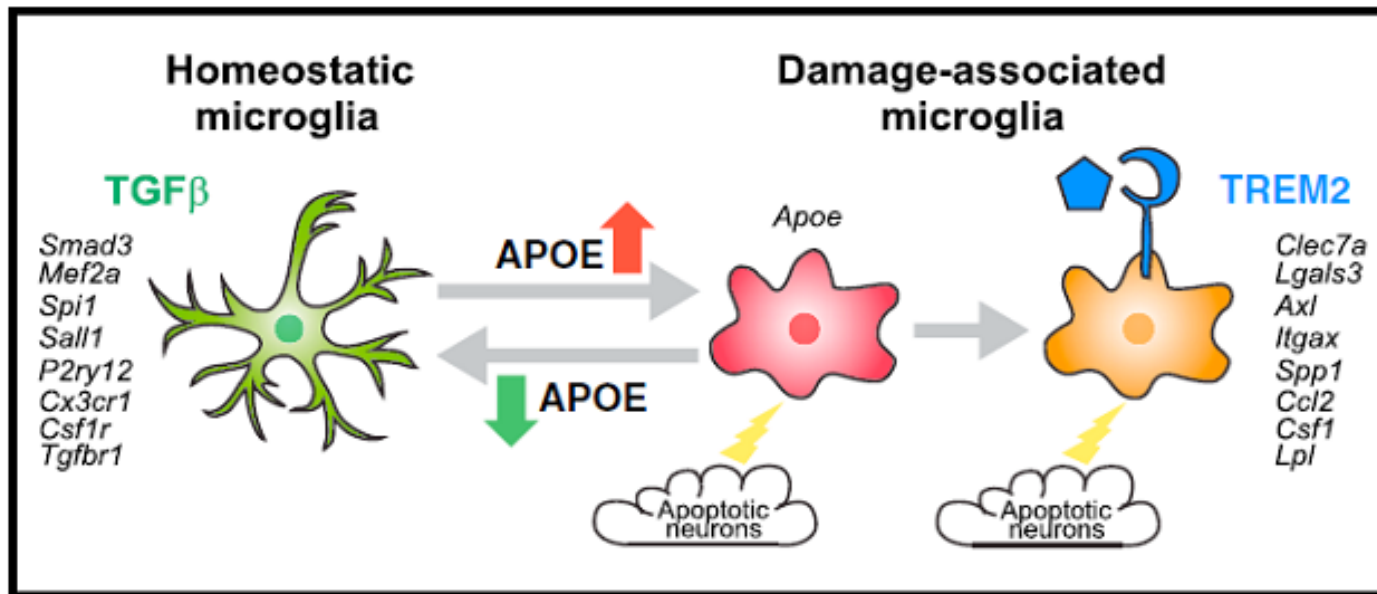 Homeostatic
microglia
Damage-associated
microglia
TGFβ
Smad3
Mef2a
Spi1
Sall1
P2ry12
Cx3cr1
Csf1r
Tgfbr1
APOE
APOE
Apoe
TREM2
Clec7a
Lgals3
Axl
Itgax
Spp1
Ccl2
Csf1
Lpl
Apoptotic
neurons
Apoptotic
neurons